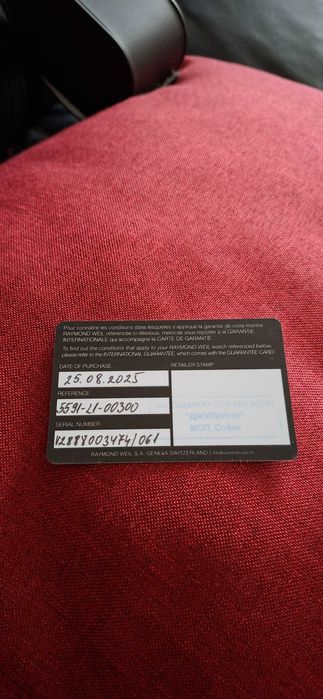 Pour connaître les conditions dans lesquelles s'applique la garantie de votre montre
RAYMOND WEIL référencée ci-dessous, merci de vous reporter à la GARANTIE
INTERNATIONALE qui accompagne la CARTE DE GARANTIE.
To find out the conditions that apply to your RAYMOND WEIL watch referenced below,
please refer to the INTERNATIONAL GUARANTEE, which comes with the GUARANTEE CARD
DATE OF PURCHASE
25.08.2025
REFERENCE
5591-L1-00300
SERIAL NUMBER
V2888003474/061
RETAILER STAMP
МАГАЗИН
"ДЖУЛИАНИ"
МОЛ, София
RAYMOND WEIL S.A. GENEVA SWITZERLAND |